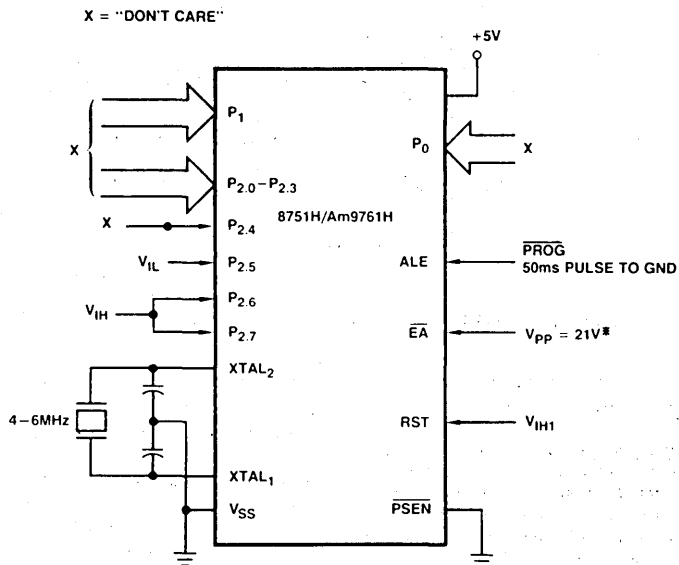 X = "DON'T CARE"
+5V
P1
P0
X
X
P2.0–P2.3
8751H/Am9761H
X
P2.4
VIL
P2.5
ALE
PROG
50ms PULSE TO GND
VIH
P2.6
P2.7
EA
VPP = 21V*
XTAL2
4–6MHz
RST
VIH1
XTAL1
VSS
PSEN